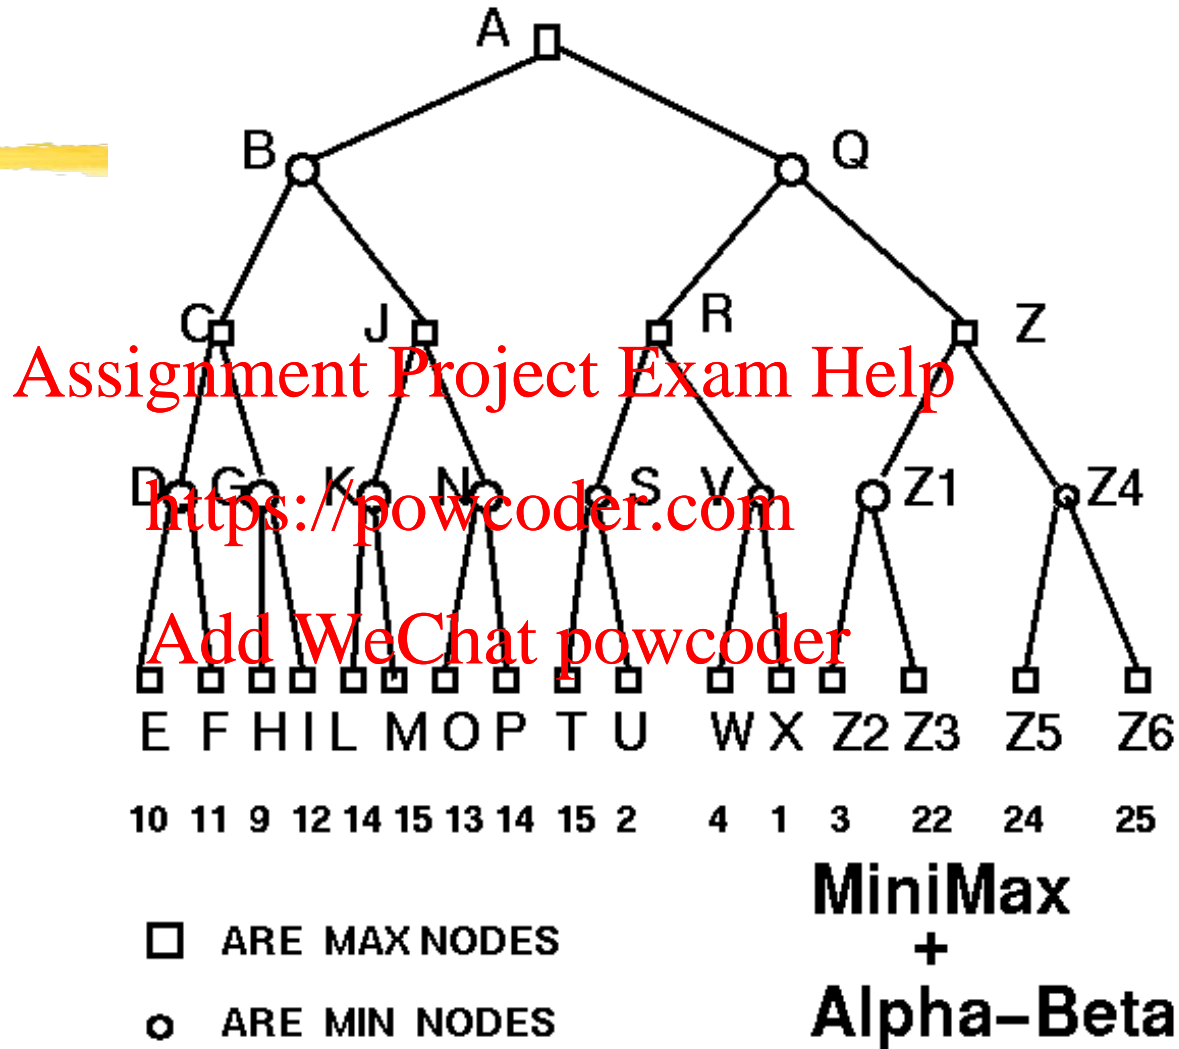 A
B Q
C J R Z
Assignment Project Exam Help
D G K N S V Z1 Z4
https://powcoder.com
Add WeChat powcoder
E F H I L M O P T U W X Z2 Z3 Z5 Z6
10 11 9 12 14 15 13 14 15 2 4 1 3 22 24 25
MiniMax
ARE MAX NODES
+
ARE MIN NODES
Alpha-Beta